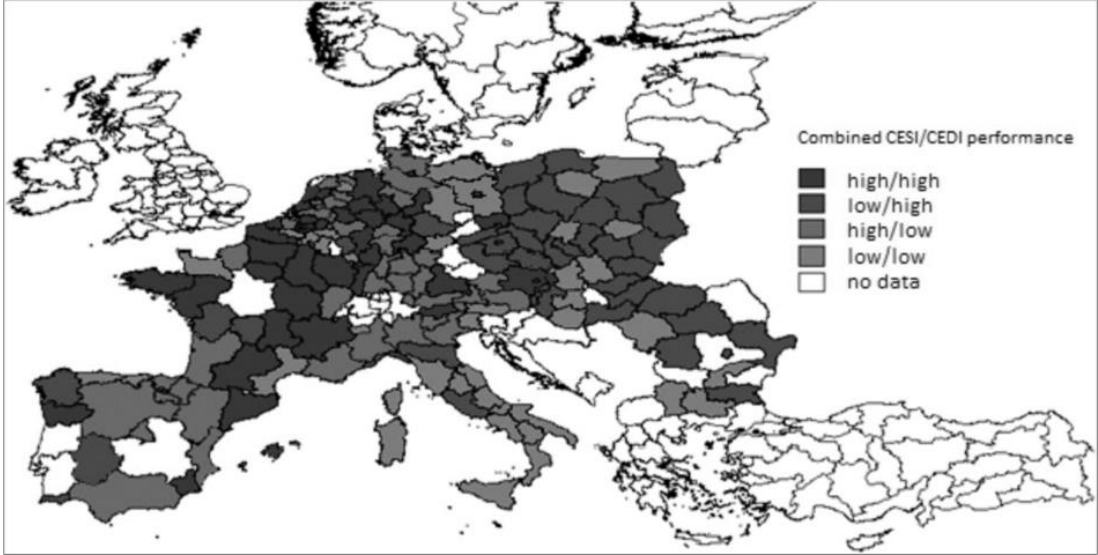 Combined CESI/CEDI performance
high/high
low/high
high/low
low/low
no data